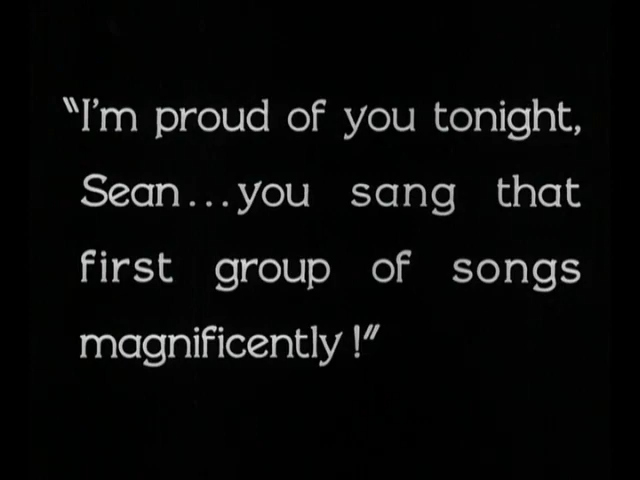 "I'm proud of you tonight,
Sean...you sang that
first group of songs
magnificently!"